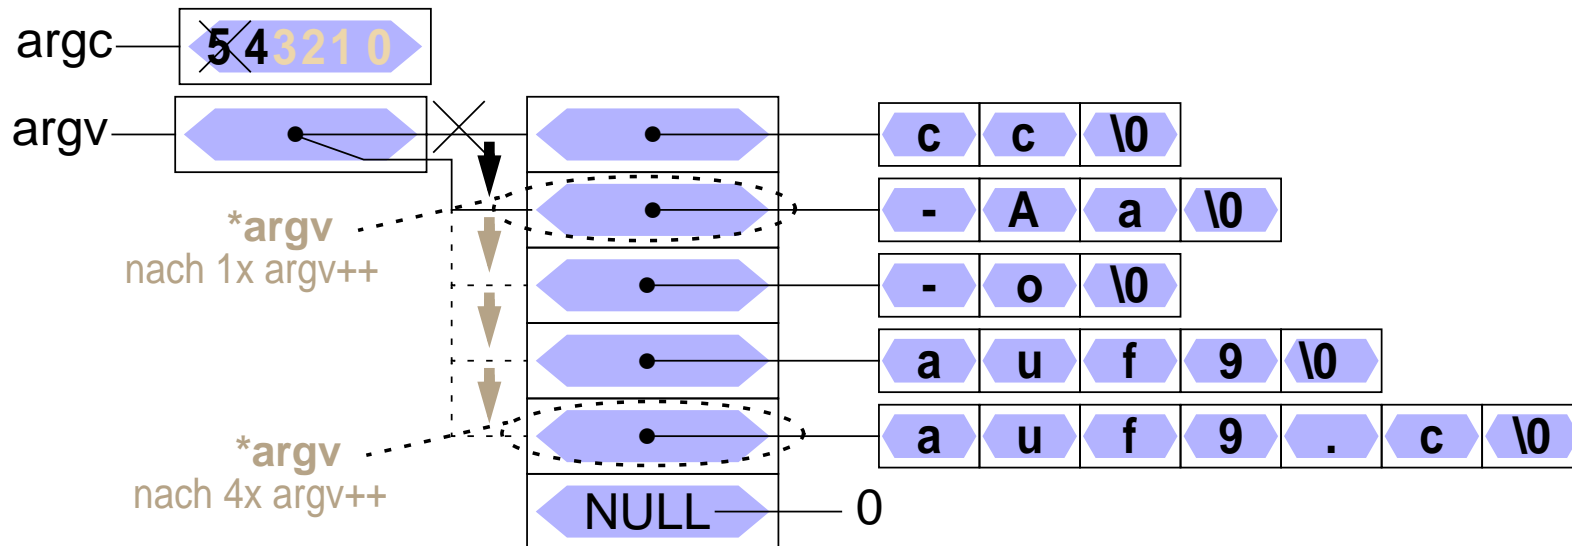 argc 5 4 3 2 1 0
argv c c \0
- A a \0
*argv
nach 1x argv++
- o \0
a u f 9 \0
a u f 9 . c \0
*argv
nach 4x argv++
NULL 0